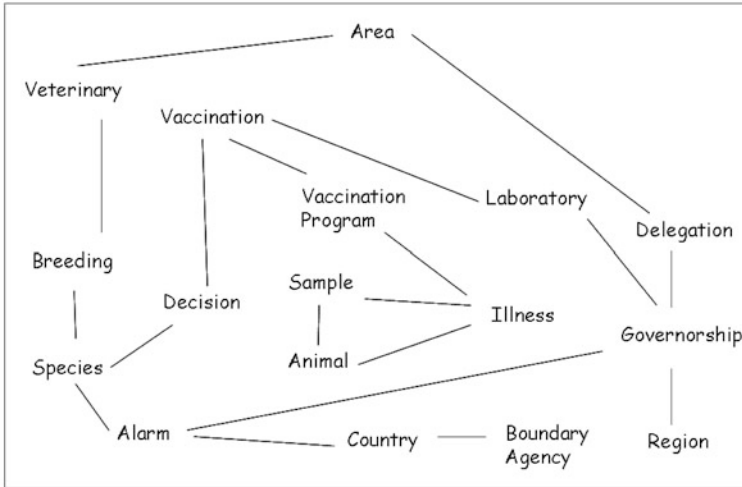 Area
Veterinary
Vaccination
Vaccination
Program
Laboratory
Delegation
Breeding
Sample
Decision
Illness
Governorship
Species
Animal
Alarm
Country
Boundary
Agency
Region